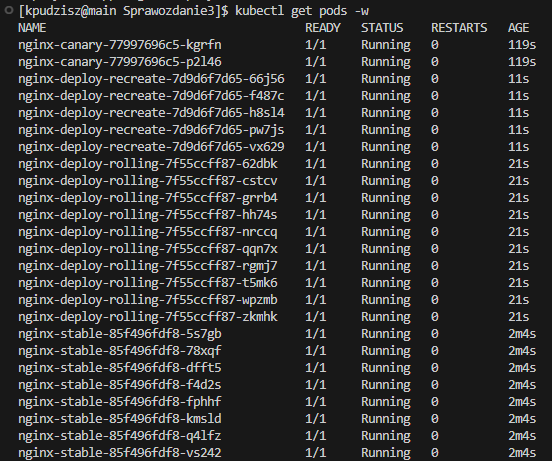 [kpudzisz@main Sprawozdanie3]$ kubectl get pods -w
NAME READY STATUS RESTARTS AGE
nginx-canary-77997696c5-kgrfn 1/1 Running 0 119s
nginx-canary-77997696c5-p2l46 1/1 Running 0 119s
nginx-deploy-recreate-7d9d6f7d65-66j56 1/1 Running 0 11s
nginx-deploy-recreate-7d9d6f7d65-f487c 1/1 Running 0 11s
nginx-deploy-recreate-7d9d6f7d65-h8sl4 1/1 Running 0 11s
nginx-deploy-recreate-7d9d6f7d65-pw7js 1/1 Running 0 11s
nginx-deploy-recreate-7d9d6f7d65-vx629 1/1 Running 0 11s
nginx-deploy-rolling-7f55ccff87-62dbk 1/1 Running 0 21s
nginx-deploy-rolling-7f55ccff87-cstcv 1/1 Running 0 21s
nginx-deploy-rolling-7f55ccff87-grrb4 1/1 Running 0 21s
nginx-deploy-rolling-7f55ccff87-hh74s 1/1 Running 0 21s
nginx-deploy-rolling-7f55ccff87-nrccq 1/1 Running 0 21s
nginx-deploy-rolling-7f55ccff87-qqn7x 1/1 Running 0 21s
nginx-deploy-rolling-7f55ccff87-rgmj7 1/1 Running 0 21s
nginx-deploy-rolling-7f55ccff87-t5mk6 1/1 Running 0 21s
nginx-deploy-rolling-7f55ccff87-wpzmb 1/1 Running 0 21s
nginx-deploy-rolling-7f55ccff87-zkmhk 1/1 Running 0 21s
nginx-stable-85f496fdf8-5s7gb 1/1 Running 0 2m4s
nginx-stable-85f496fdf8-78xqf 1/1 Running 0 2m4s
nginx-stable-85f496fdf8-dfft5 1/1 Running 0 2m4s
nginx-stable-85f496fdf8-f4d2s 1/1 Running 0 2m4s
nginx-stable-85f496fdf8-fphhf 1/1 Running 0 2m4s
nginx-stable-85f496fdf8-kmsld 1/1 Running 0 2m4s
nginx-stable-85f496fdf8-q4lfz 1/1 Running 0 2m4s
nginx-stable-85f496fdf8-vs242 1/1 Running 0 2m4s